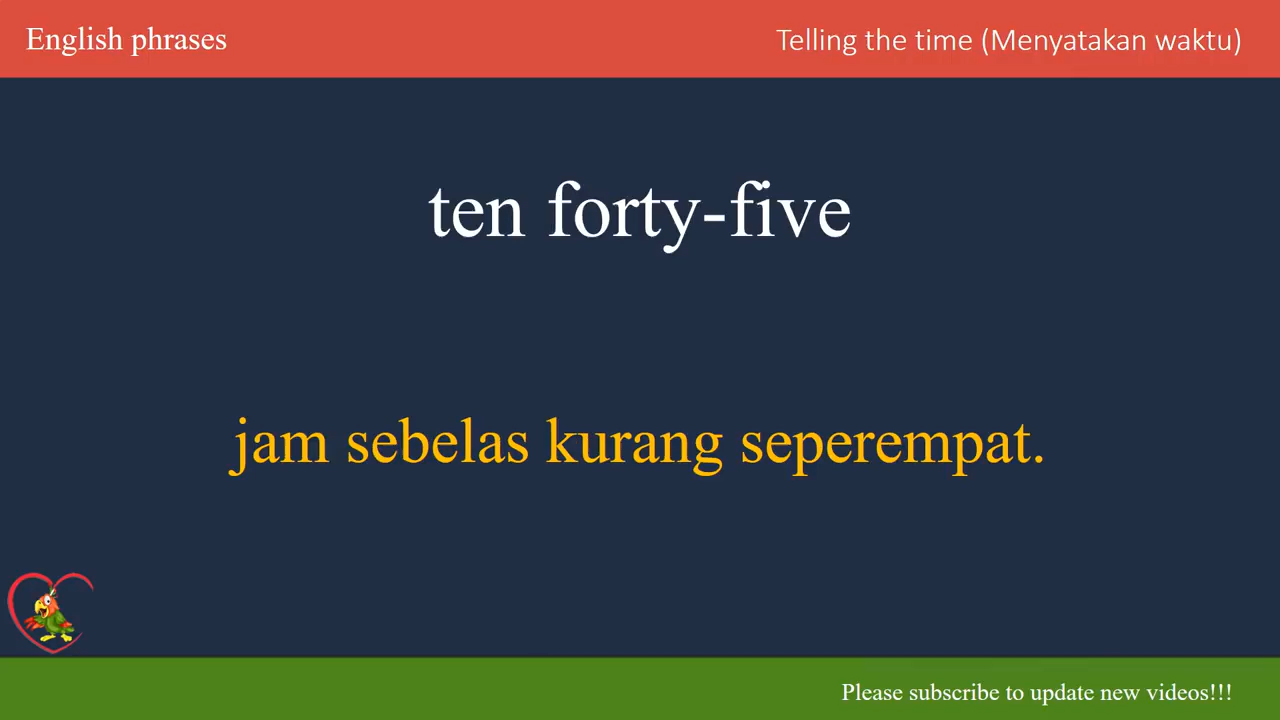 English phrases
Telling the time (Menyatakan waktu)
ten forty-five
jam sebelas kurang seperempat.
Please subscribe to update new videos!!!